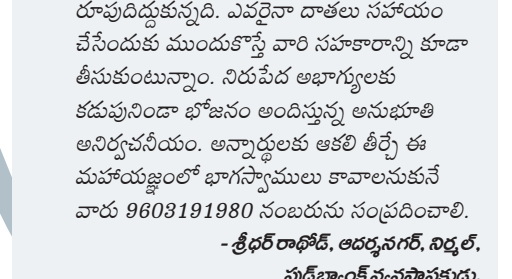 రూపుదిద్దుకున్నది. ఎవరైనా దాతలు సహాయం
చేసేందుకు ముందుకొస్తే వారి సహకారాన్ని కూడా
తీసుకుంటున్నాం. నిరుపేద అభాగ్యులకు
కడుపునిండా భోజనం అందిస్తున్న అనుభూతి
అనిర్వచనీయం. అన్నార్థులకు ఆకలి తీర్చే ఈ
మహాయజ్ఞంలో భాగస్వాములు కావాలనుకునే
వారు 9603191980 నంబరును సంప్రదించాలి.
- శ్రీధర్ రాథోడ్, ఆదర్శనగర్, నిర్మల్,
ఫుడ్‌బ్యాంక్ వ్యవస్థాపకుడు.